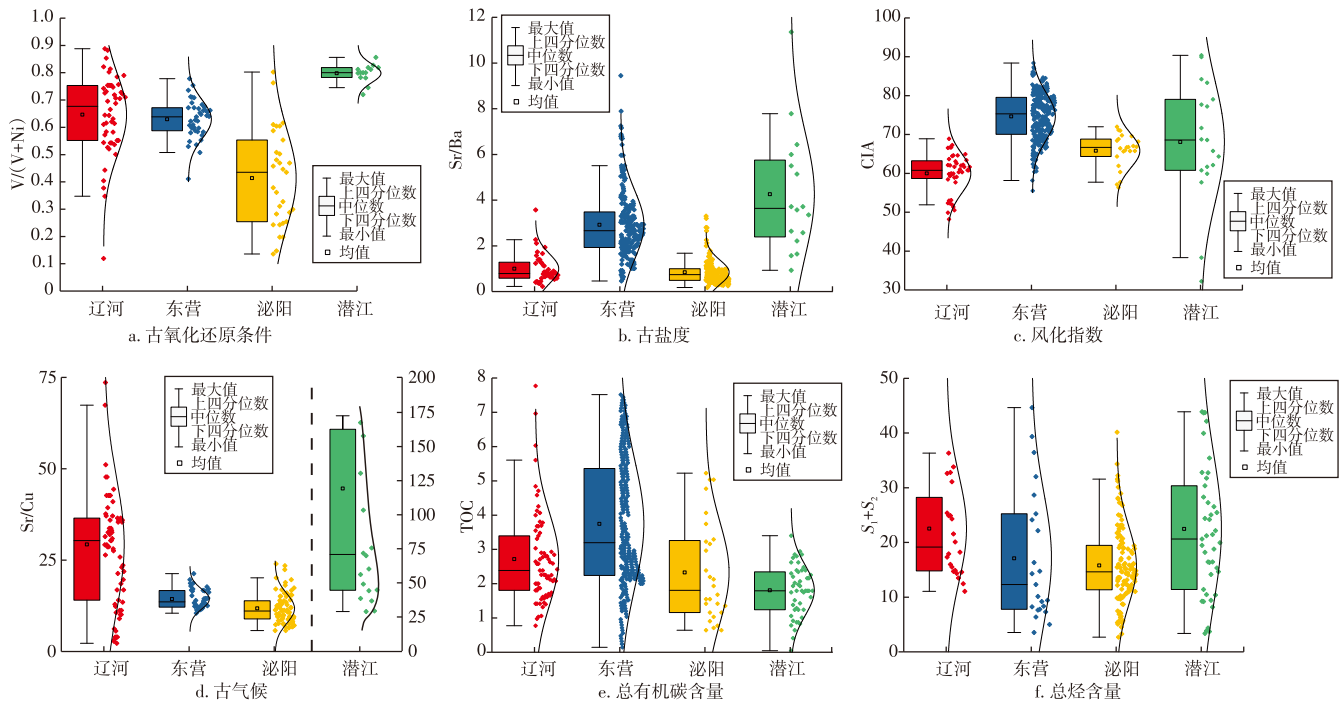 1.0
0.9
0.8
0.7
0.6
0.5
0.4
0.3
0.2
0.1
0
V/(V+Ni)
最大值
上四分位数
中位数
下四分位数
最小值
均值
辽河 东营 泌阳 潜江
a. 古氧化还原条件
12
10
8
6
4
2
0
Sr/Ba
最大值
上四分位数
中位数
下四分位数
最小值
均值
辽河 东营 泌阳 潜江
b. 古盐度
100
90
80
70
60
50
40
30
CIA
最大值
上四分位数
中位数
下四分位数
最小值
均值
辽河 东营 泌阳 潜江
c. 风化指数
75
50
25
0
Sr/Cu
最大值
上四分位数
中位数
下四分位数
最小值
均值
200
175
150
125
100
75
50
25
0
辽河 东营 泌阳 潜江
d. 古气候
8
7
6
5
4
3
2
1
0
TOC
最大值
上四分位数
中位数
下四分位数
最小值
均值
辽河 东营 泌阳 潜江
e. 总有机碳含量
50
40
30
20
10
0
S₁+S₂
最大值
上四分位数
中位数
下四分位数
最小值
均值
辽河 东营 泌阳 潜江
f. 总烃含量